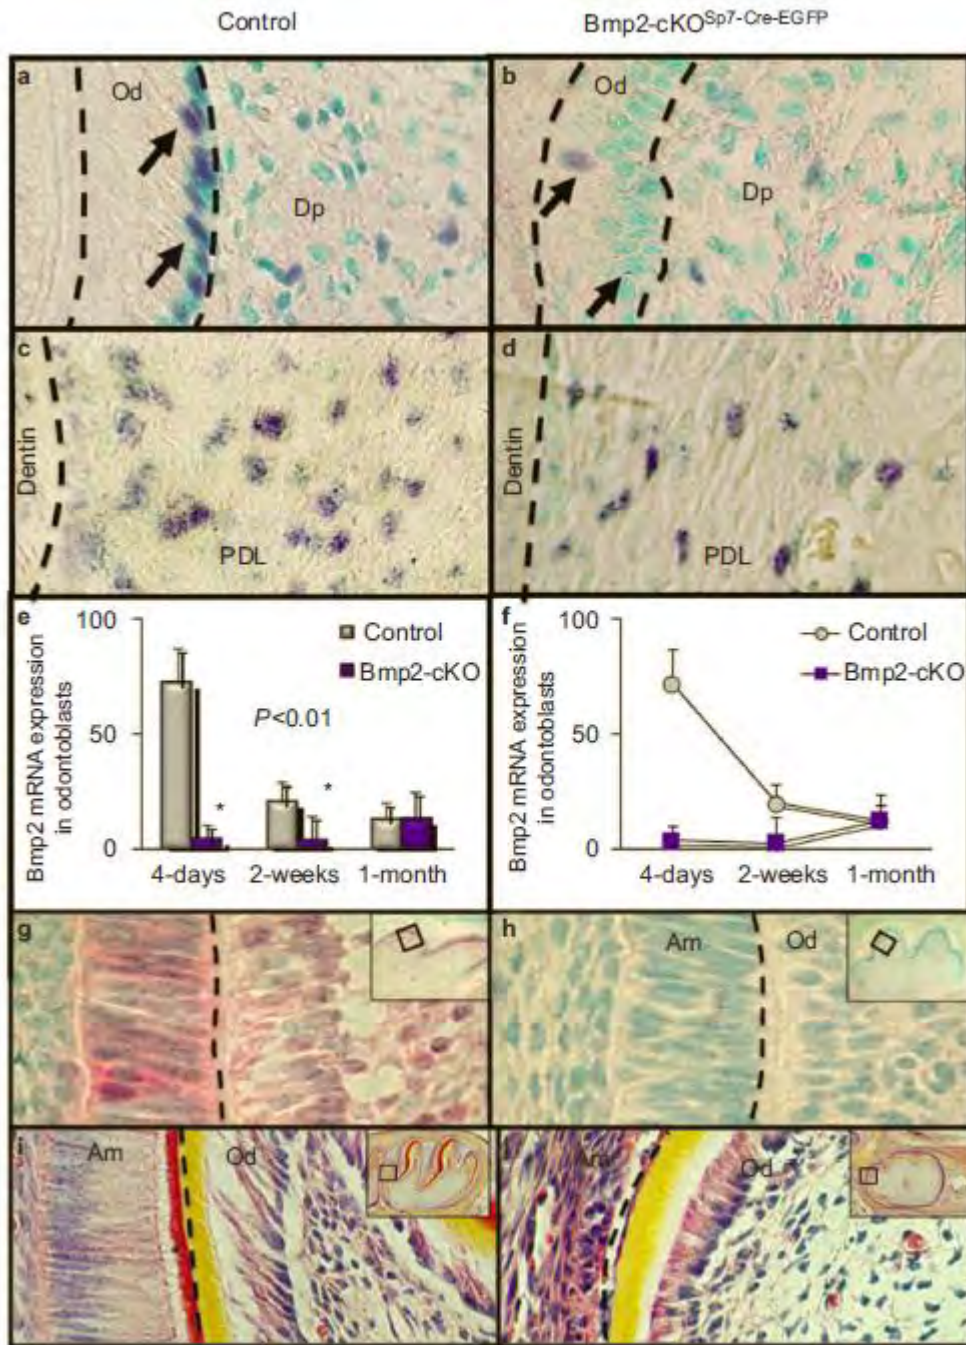 Control
Bmp2-cKO^Sp7-Cre-EGFP
a
Od
Dp
b
Od
Dp
c
Dentin
PDL
d
Dentin
PDL
e
Bmp2 mRNA expression
in odontoblasts
100
50
0
Control
Bmp2-cKO
P<0.01
*
*
4-days
2-weeks
1-month
f
Bmp2 mRNA expression
in odontoblasts
100
50
0
Control
Bmp2-cKO
4-days
2-weeks
1-month
g
h
Am
Od
i
Am
Od
Am
Od